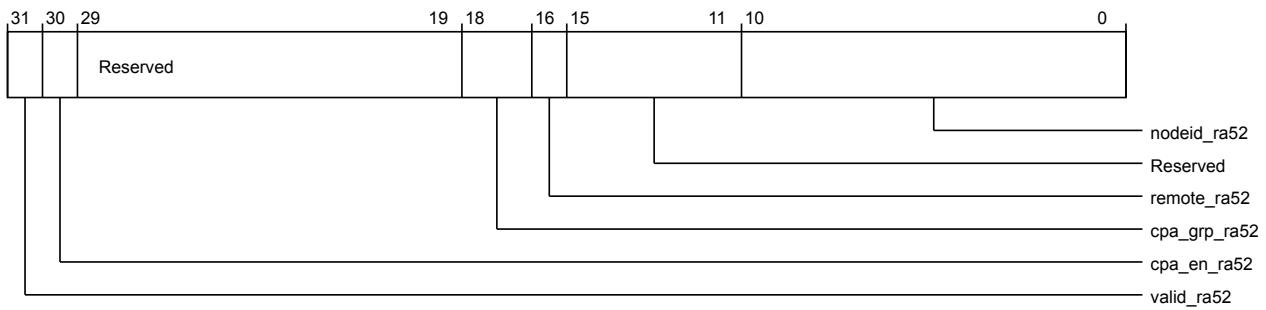 31 30 29 19 18 16 15 11 10 0
Reserved
nodeid_ra52
Reserved
remote_ra52
cpa_grp_ra52
cpa_en_ra52
valid_ra52